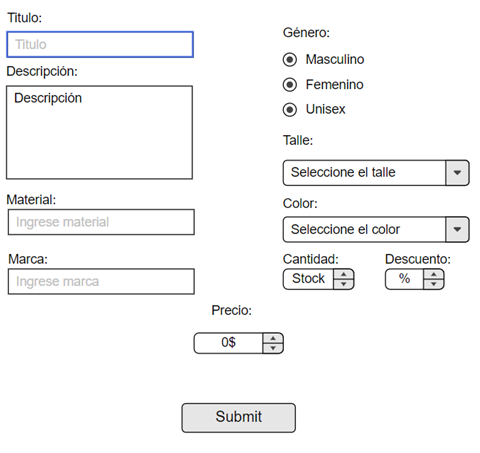 Titulo:
Titulo
Descripción:
Descripción
Material:
Ingrese material
Marca:
Ingrese marca
Género:
Masculino
Femenino
Unisex
Talle:
Seleccione el talle
Color:
Seleccione el color
Cantidad: Descuento:
Stock %
Precio:
0$
Submit